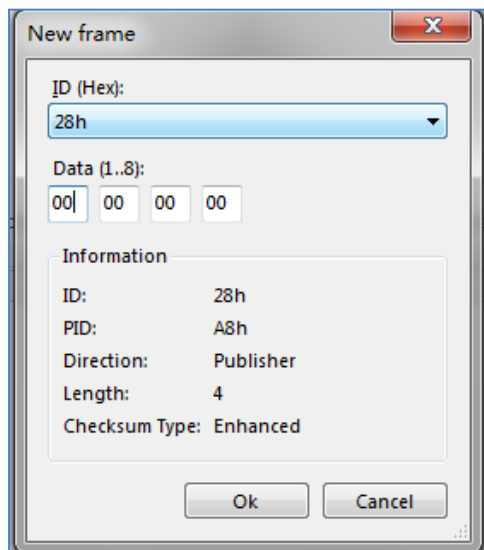 New frame
ID (Hex):
28h
Data (1..8):
00 00 00 00
Information
ID: 28h
PID: A8h
Direction: Publisher
Length: 4
Checksum Type: Enhanced
Ok Cancel